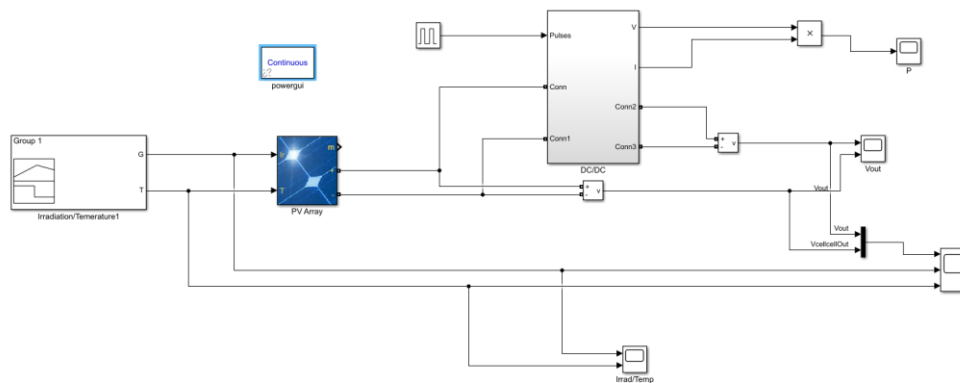 Continuous
powergui
Group 1
G
T
Irradiation/Temerature1
Ir
T
m
+
-
PV Array
Pulses
Conn
Conn1
V
I
Conn2
Conn3
DC/DC
×
P
+
-
v
Vout
+
-
v
Vout
Vout
VcellcellOut
Irrad/Temp